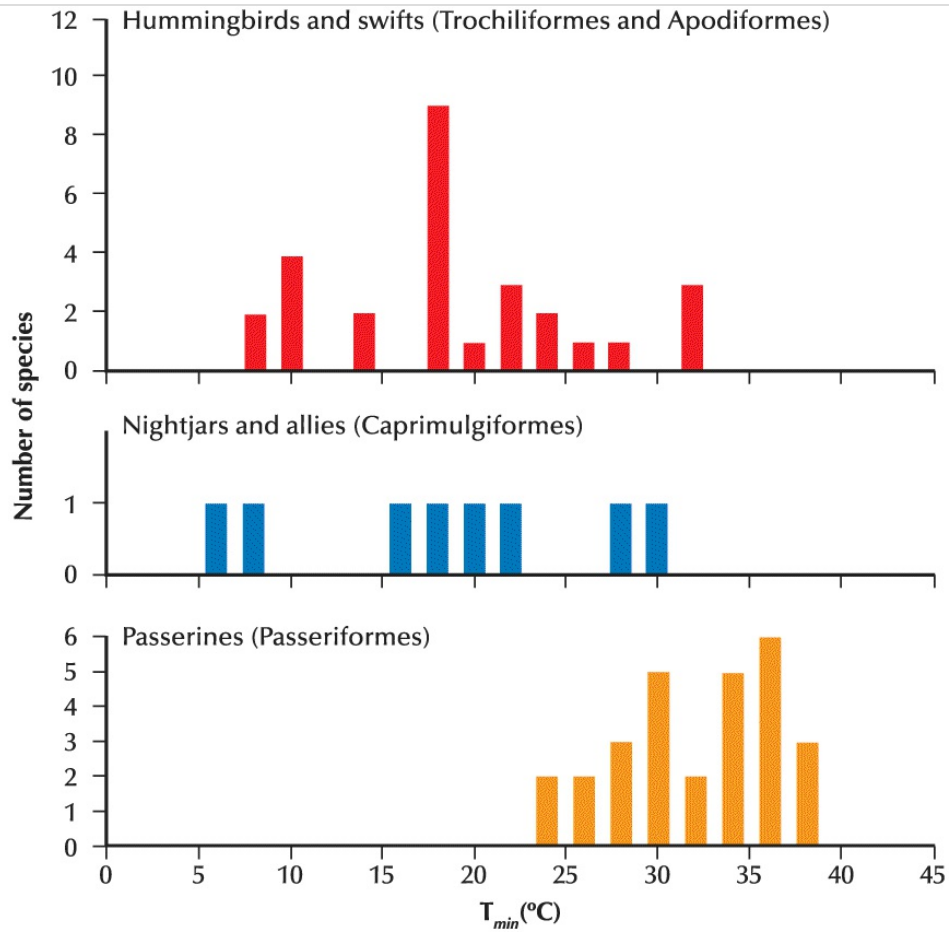 Hummingbirds and swifts (Trochiliformes and Apodiformes)
12
10
8
6
4
2
0
Number of species
Nightjars and allies (Caprimulgiformes)
1
0
Passerines (Passeriformes)
6
5
4
3
2
1
0
0 5 10 15 20 25 30 35 40 45
Tmin(ºC)